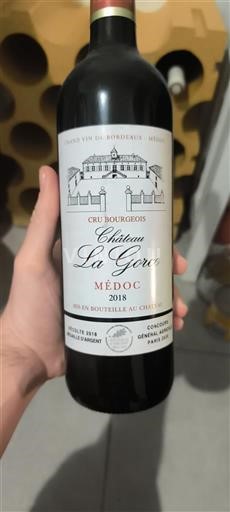 GRAND VIN DE BORDEAUX - MÉDOC
CRU BOURGEOIS
Château
La Gorce
MÉDOC
2018
MIS EN BOUTEILLE AU CHÂTEAU
RÉCOLTE 2018
MÉDAILLE D'ARGENT
CONCOURS
GÉNÉRAL AGRICOLE
PARIS